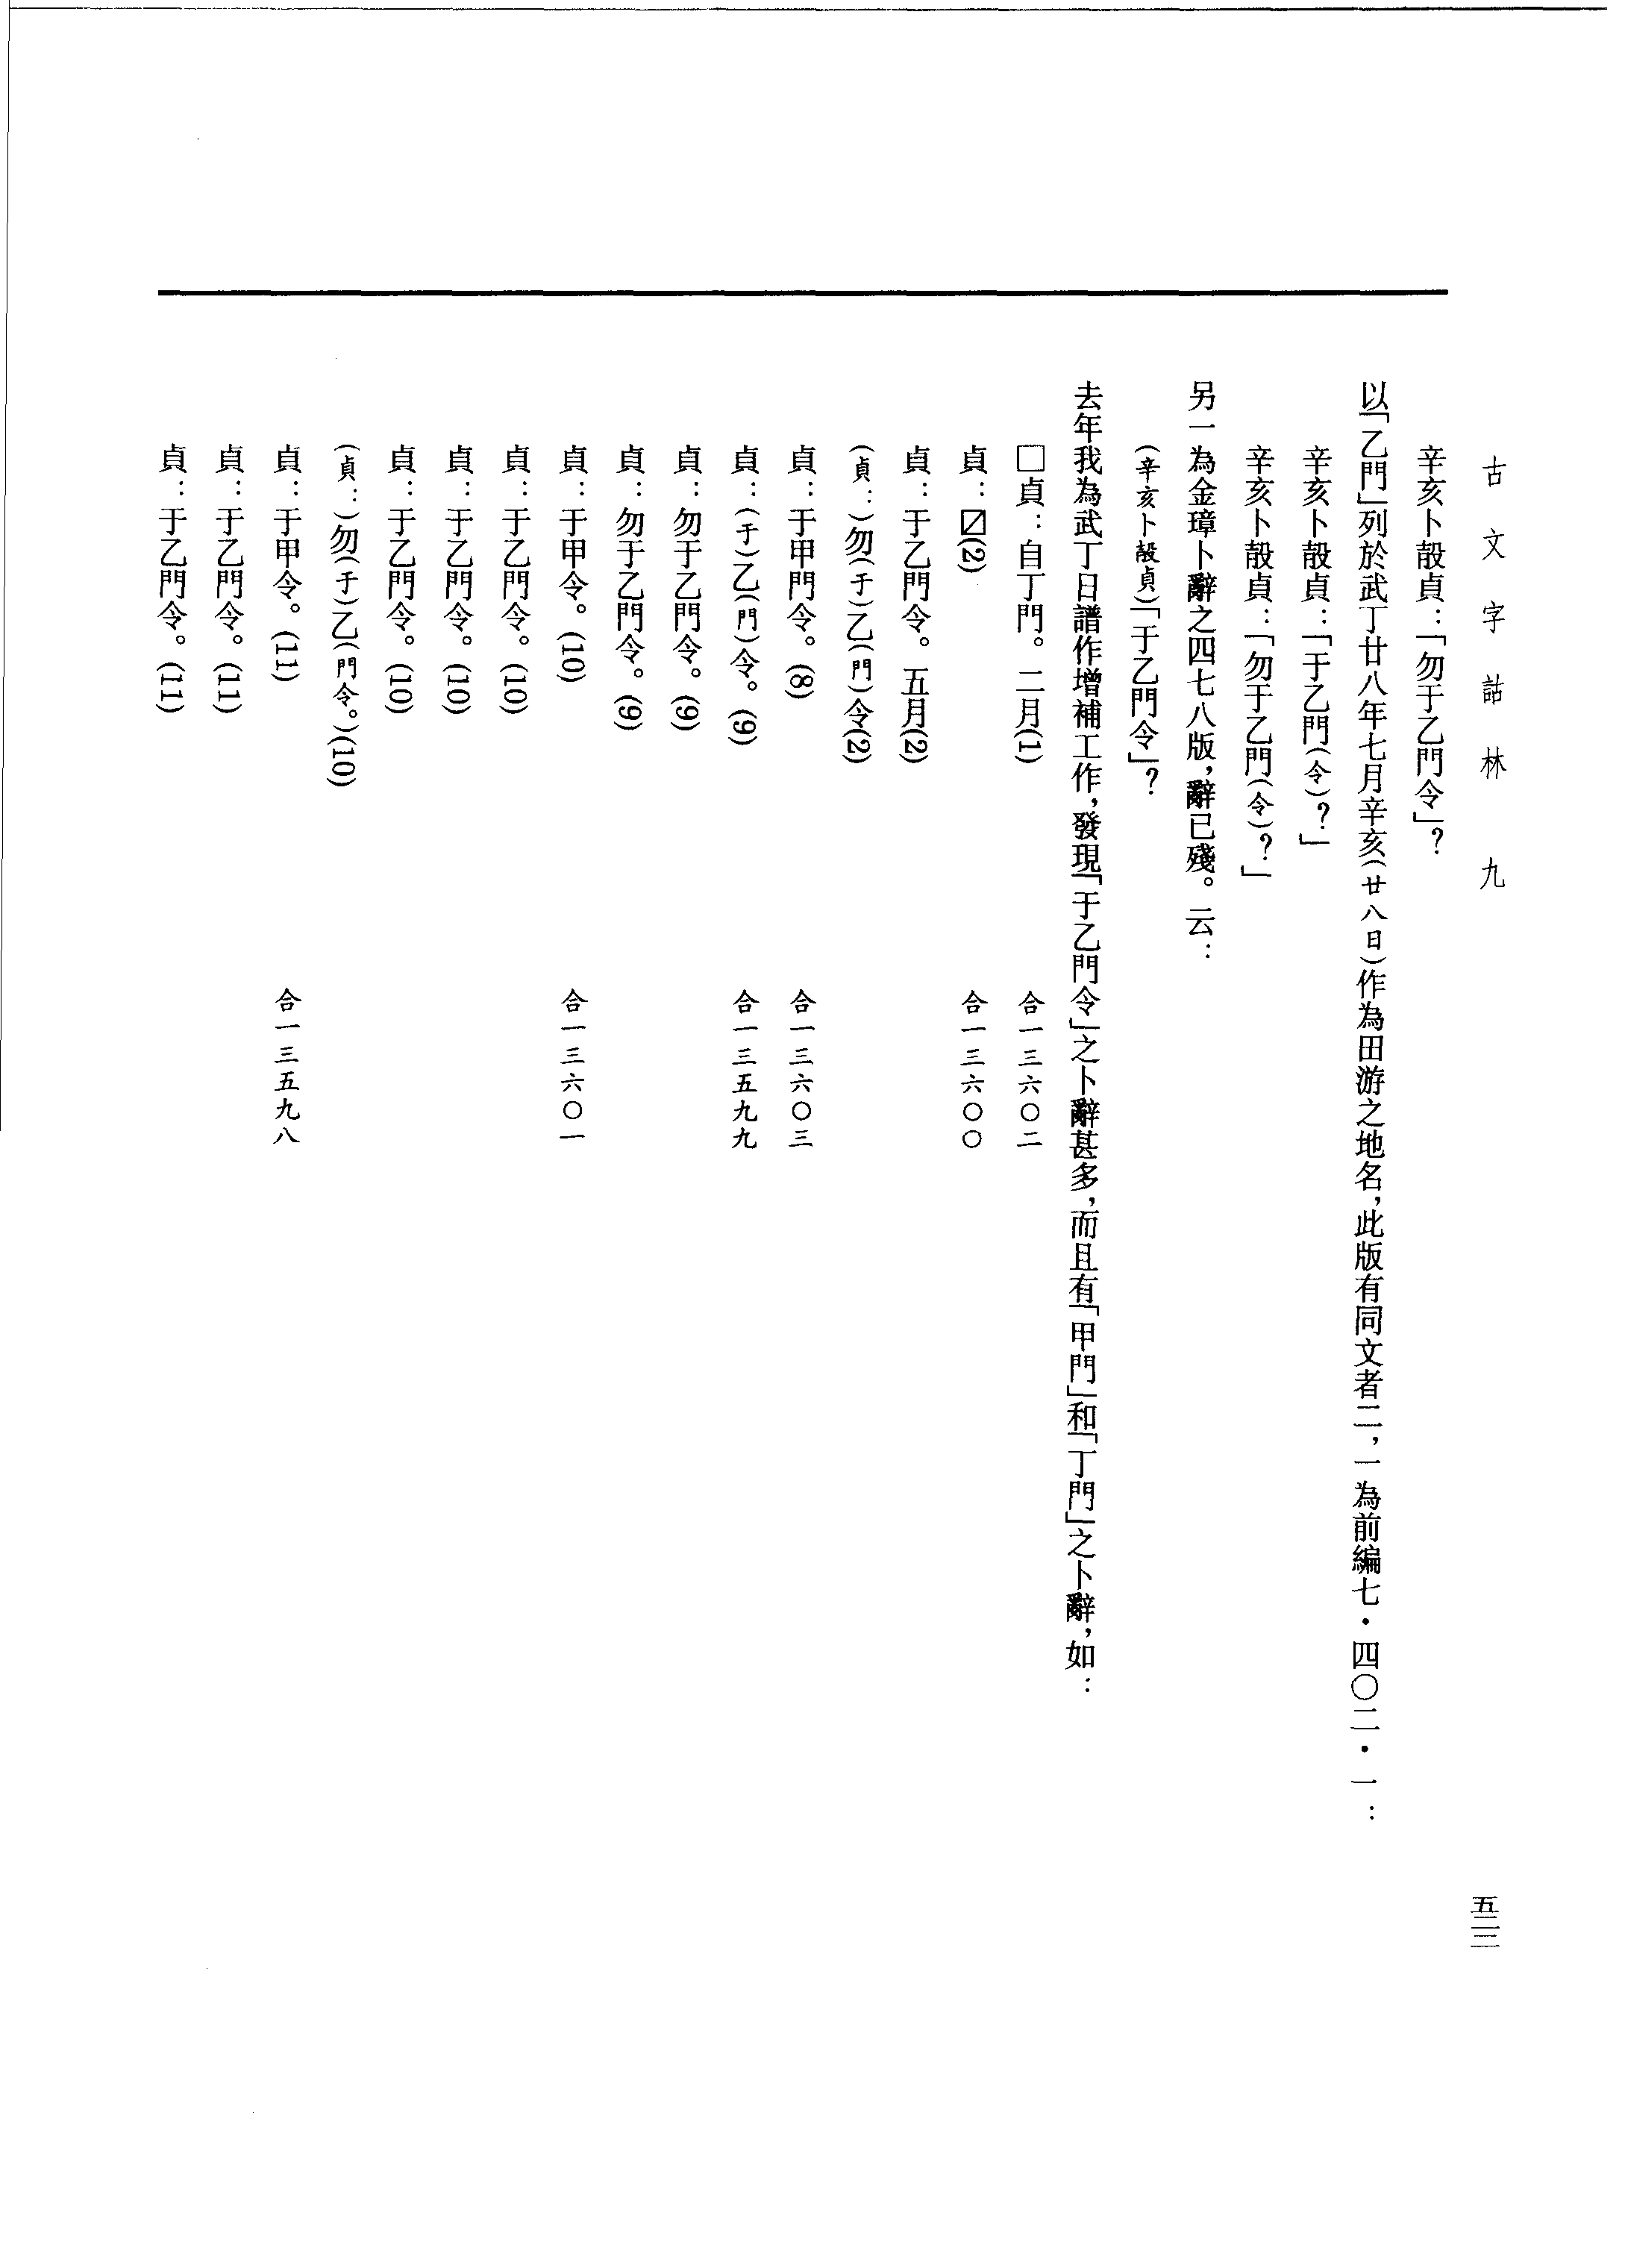 古文字詁林 九
五二二
辛亥卜㱿貞：「勿于乙門令」？
以「乙門」列於武丁廿八年七月辛亥（廿八日）作為田游之地名，此版有同文者二，一為前編七·四〇二·一：
辛亥卜㱿貞：「于乙門（令）？」
辛亥卜㱿貞：「勿于乙門（令）？」
另一為金璋卜辭之四七八版，辭已殘。云：
（辛亥卜㱿貞）「于乙門令」？
去年我為武丁日譜作增補工作，發現「于乙門令」之卜辭甚多，而且有「甲門」和「丁門」之卜辭，如：
□貞：自丁門。二月(1) 合一三六〇二
貞：〼(2) 合一三六〇〇
貞：于乙門令。五月(2)
（貞：）勿（于）乙（門）令(2)
貞：于甲門令。(8) 合一三六〇三
貞：（于）乙（門）令。(9) 合一三五九九
貞：勿于乙門令。(9)
貞：勿于乙門令。(9)
貞：于甲令。(10) 合一三六〇一
貞：于乙門令。(10)
貞：于乙門令。(10)
貞：于乙門令。(10)
（貞：）勿（于）乙（門令。）(10)
貞：于甲令。(11) 合一三五九八
貞：于乙門令。(11)
貞：于乙門令。(11)